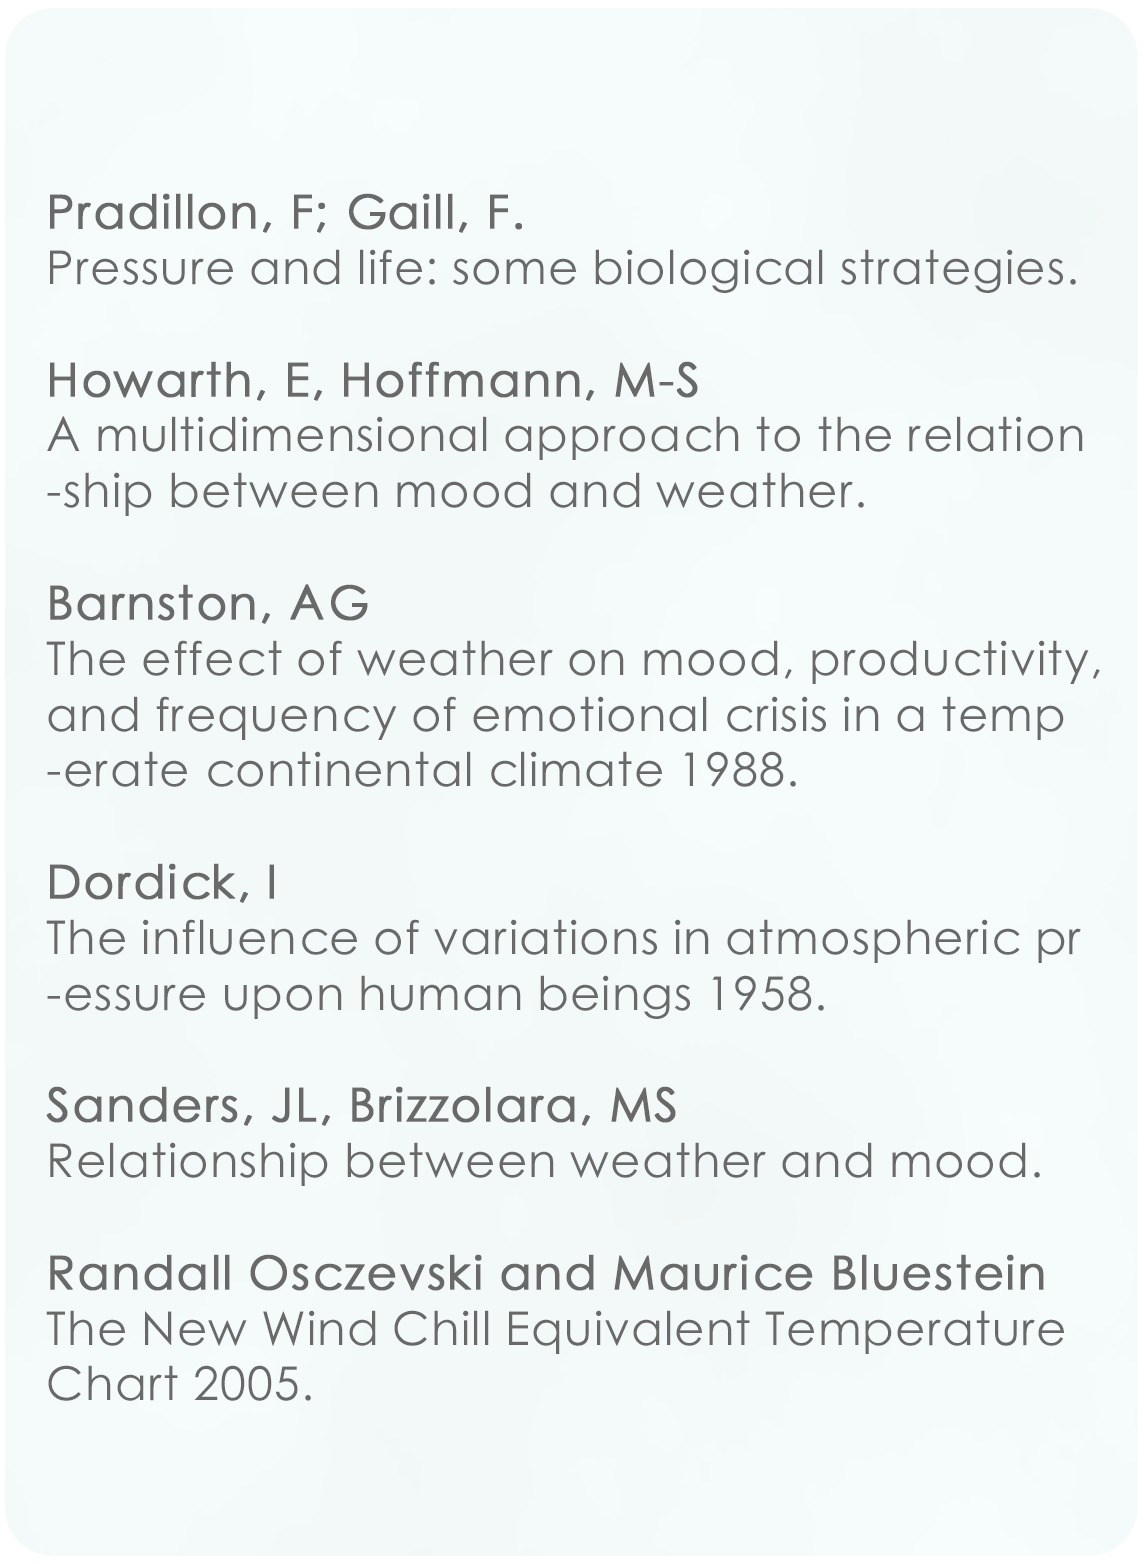 Pradillon, F; Gaill, F.
Pressure and life: some biological strategies.
Howarth, E, Hoffmann, M-S
A multidimensional approach to the relation
-ship between mood and weather.
Barnston, AG
The effect of weather on mood, productivity,
and frequency of emotional crisis in a temp
-erate continental climate 1988.
Dordick, I
The influence of variations in atmospheric pr
-essure upon human beings 1958.
Sanders, JL, Brizzolara, MS
Relationship between weather and mood.
Randall Osczevski and Maurice Bluestein
The New Wind Chill Equivalent Temperature
Chart 2005.